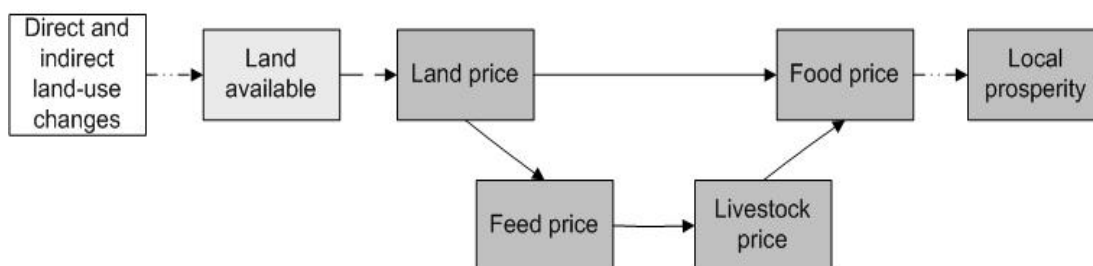 Direct and
indirect
land-use
changes
Land
available
Land price
Food price
Local
prosperity
Feed price
Livestock
price